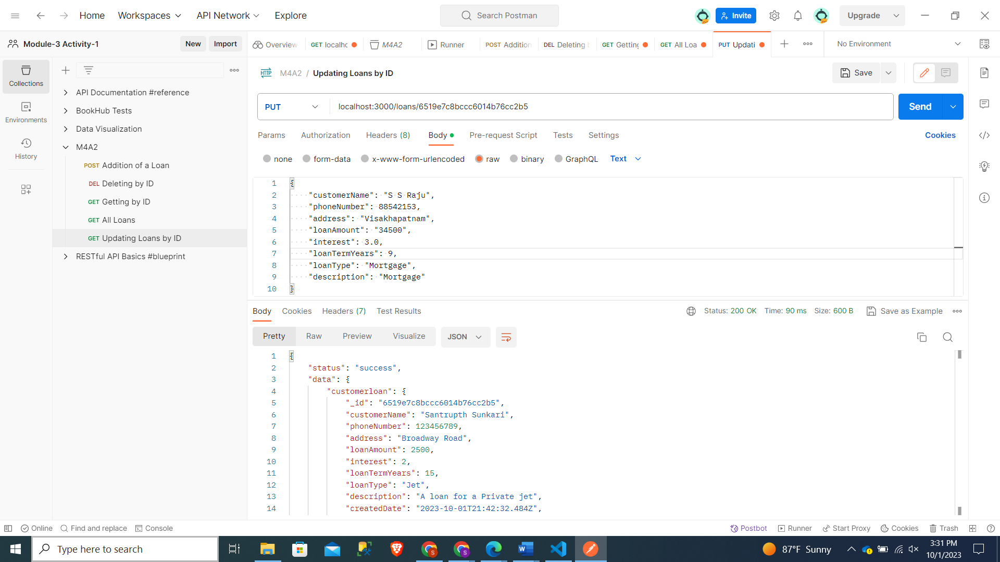 Home Workspaces API Network Explore Search Postman Invite Upgrade
Module-3 Activity-1 New Import Overview GET localhc M4A2 Runner POST Addition DEL Deleting GET Getting GET All Loa PUT Updati No Environment
Collections
Environments
History
API Documentation #reference
BookHub Tests
Data Visualization
M4A2
POST Addition of a Loan
DEL Deleting by ID
GET Getting by ID
GET All Loans
GET Updating Loans by ID
RESTful API Basics #blueprint
HTTP M4A2 / Updating Loans by ID Save
PUT localhost:3000/loans/6519e7c8bccc6014b76cc2b5 Send
Params Authorization Headers (8) Body Pre-request Script Tests Settings Cookies
none form-data x-www-form-urlencoded raw binary GraphQL Text
1 {
2 "customerName": "S S Raju",
3 "phoneNumber": 88542153,
4 "address": "Visakhapatnam",
5 "loanAmount": "34500",
6 "interest": 3.0,
7 "loanTermYears": 9,
8 "loanType": "Mortgage",
9 "description": "Mortgage"
10 }
Body Cookies Headers (7) Test Results Status: 200 OK Time: 90 ms Size: 600 B Save as Example
Pretty Raw Preview Visualize JSON
1 {
2 "status": "success",
3 "data": {
4 "customerloan": {
5 "_id": "6519e7c8bccc6014b76cc2b5",
6 "customerName": "Santrupth Sunkari",
7 "phoneNumber": 123456789,
8 "address": "Broadway Road",
9 "loanAmount": 2500,
10 "interest": 2,
11 "loanTermYears": 15,
12 "loanType": "Jet",
13 "description": "A loan for a Private jet",
14 "createdDate": "2023-10-01T21:42:32.484Z",
Online Find and replace Console Postbot Runner Start Proxy Cookies Trash
Type here to search 87°F Sunny 3:31 PM
10/1/2023